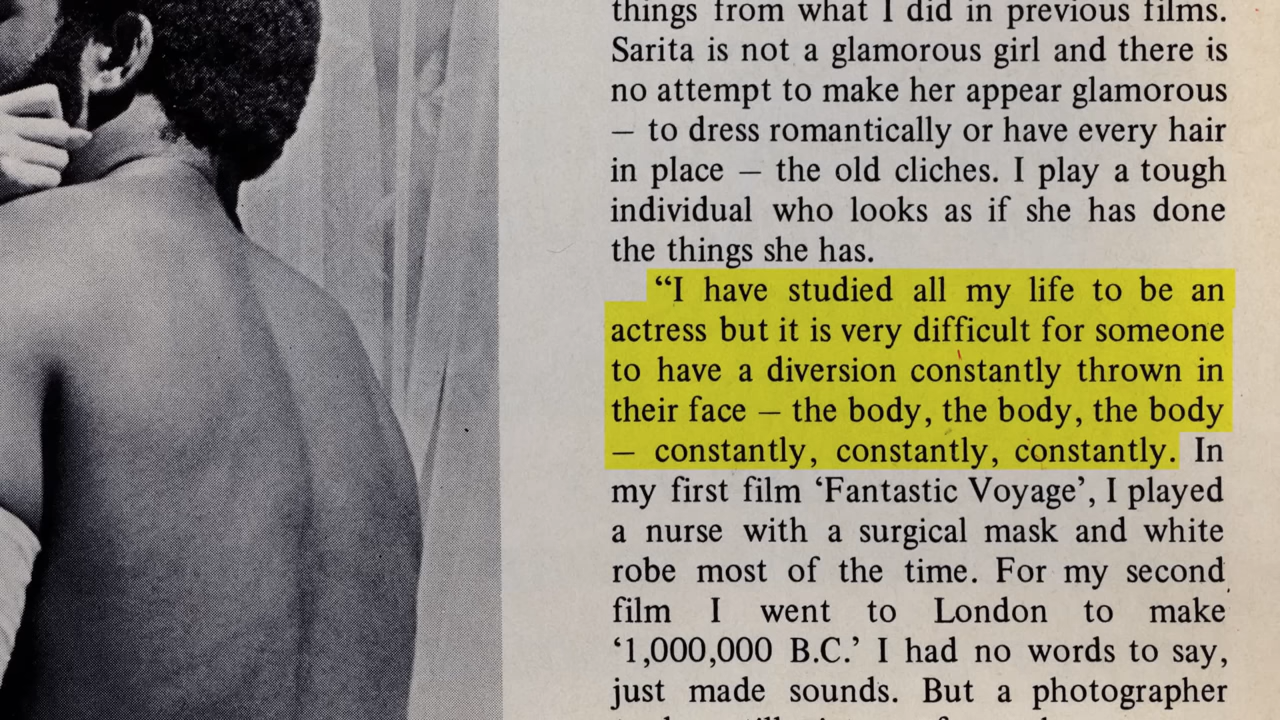 things from what I did in previous films.
Sarita is not a glamorous girl and there is
no attempt to make her appear glamorous
— to dress romantically or have every hair
in place — the old cliches. I play a tough
individual who looks as if she has done
the things she has.
“I have studied all my life to be an
actress but it is very difficult for someone
to have a diversion constantly thrown in
their face — the body, the body, the body
— constantly, constantly, constantly. In
my first film ‘Fantastic Voyage’, I played
a nurse with a surgical mask and white
robe most of the time. For my second
film I went to London to make
‘1,000,000 B.C.’ I had no words to say,
just made sounds. But a photographer